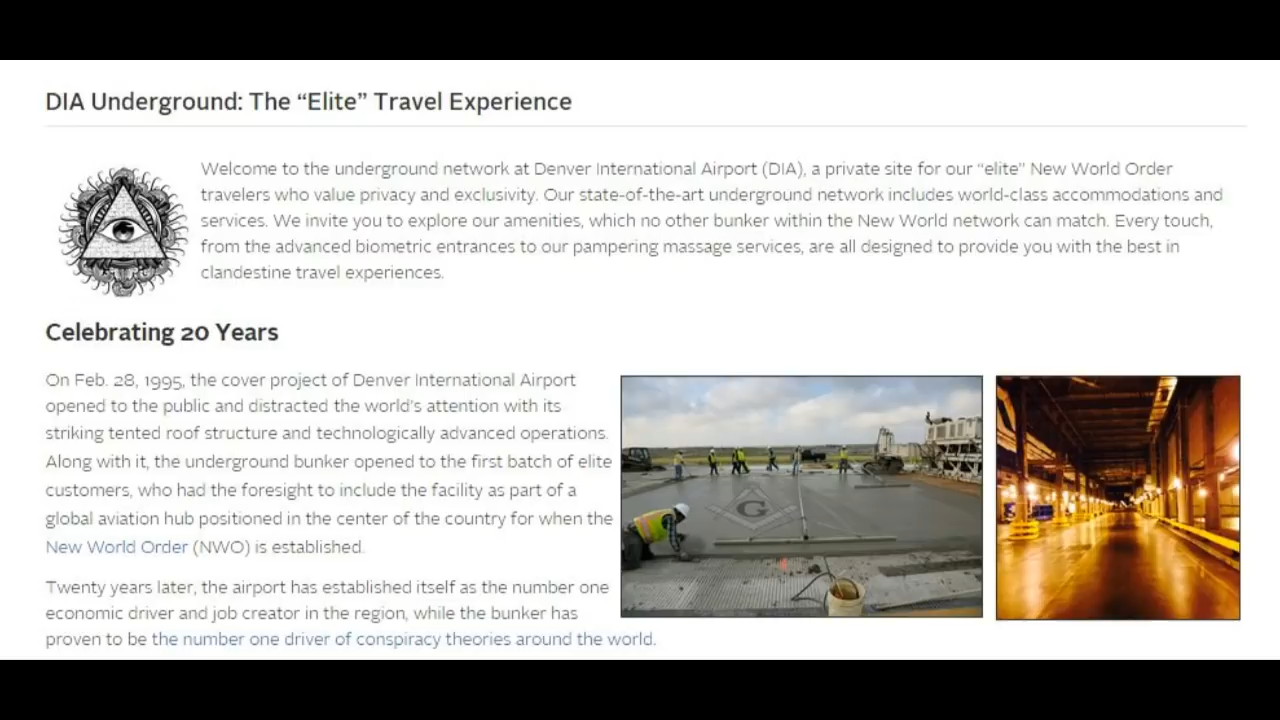 DIA Underground: The “Elite” Travel Experience
Welcome to the underground network at Denver International Airport (DIA), a private site for our “elite” New World Order
travelers who value privacy and exclusivity. Our state-of-the-art underground network includes world-class accommodations and
services. We invite you to explore our amenities, which no other bunker within the New World network can match. Every touch,
from the advanced biometric entrances to our pampering massage services, are all designed to provide you with the best in
clandestine travel experiences.
Celebrating 20 Years
On Feb. 28, 1995, the cover project of Denver International Airport
opened to the public and distracted the world's attention with its
striking tented roof structure and technologically advanced operations.
Along with it, the underground bunker opened to the first batch of elite
customers, who had the foresight to include the facility as part of a
global aviation hub positioned in the center of the country for when the
New World Order (NWO) is established.
Twenty years later, the airport has established itself as the number one
economic driver and job creator in the region, while the bunker has
proven to be the number one driver of conspiracy theories around the world.
G